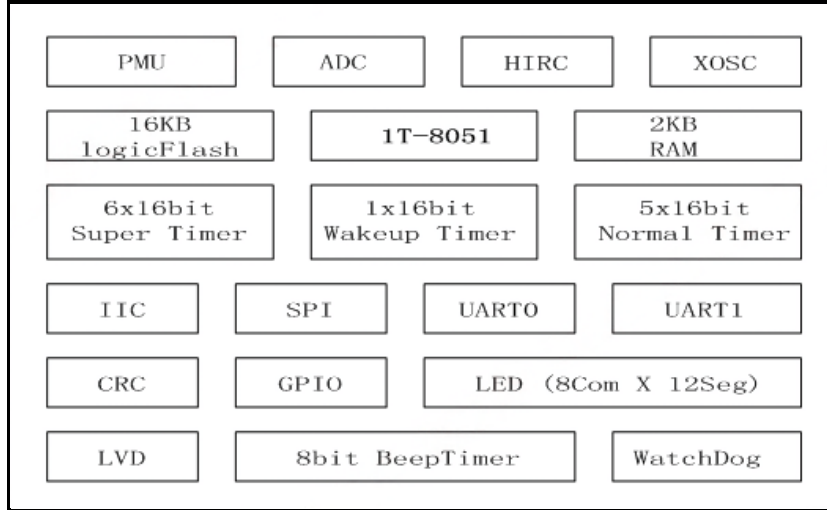 PMU
ADC
HIRC
XOSC
16KB
logicFlash
1T-8051
2KB
RAM
6x16bit
Super Timer
1x16bit
Wakeup Timer
5x16bit
Normal Timer
IIC
SPI
UART0
UART1
CRC
GPIO
LED (8Com X 12Seg)
LVD
8bit BeepTimer
WatchDog